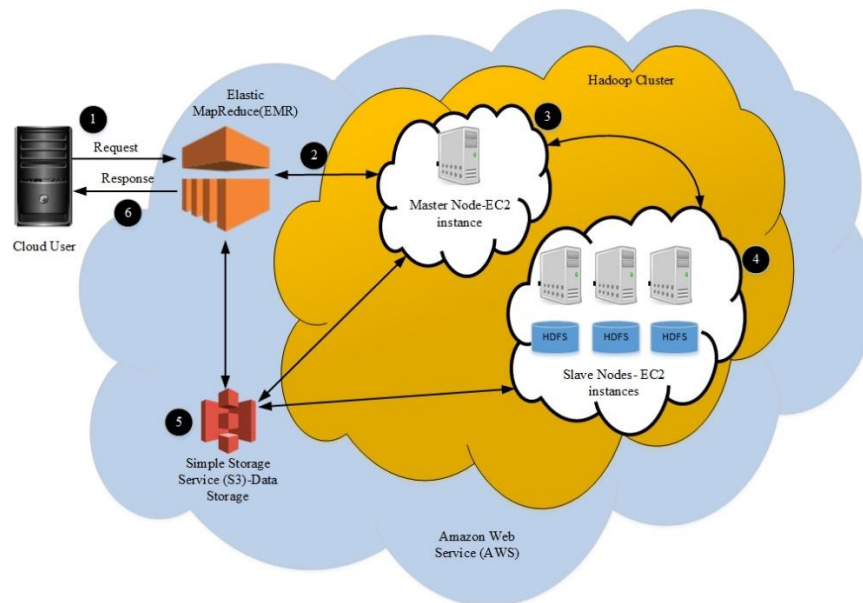 Hadoop Cluster
Elastic
MapReduce(EMR)
1
3
Request
2
Response
Master Node-EC2
instance
6
Cloud User
4
HDFS
HDFS
HDFS
Slave Nodes- EC2
instances
5
Simple Storage
Service (S3)-Data
Storage
Amazon Web
Service (AWS)